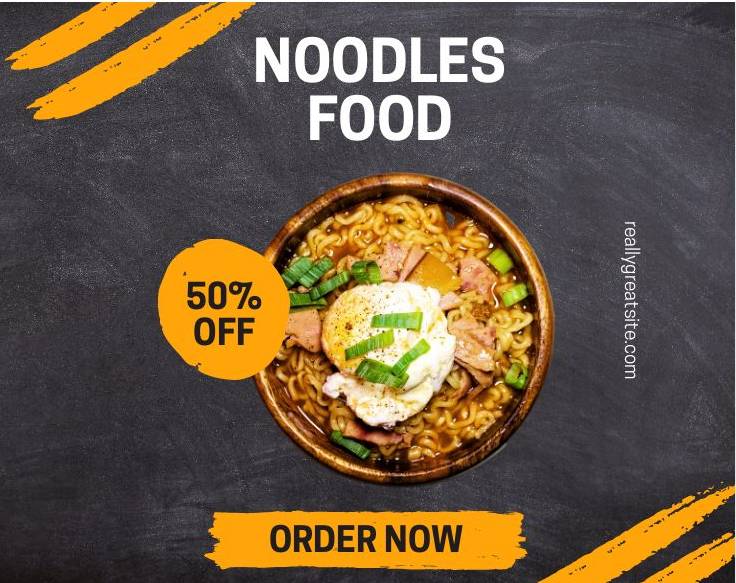 NOODLES
FOOD
50%
OFF
reallygreatsite.com
ORDER NOW